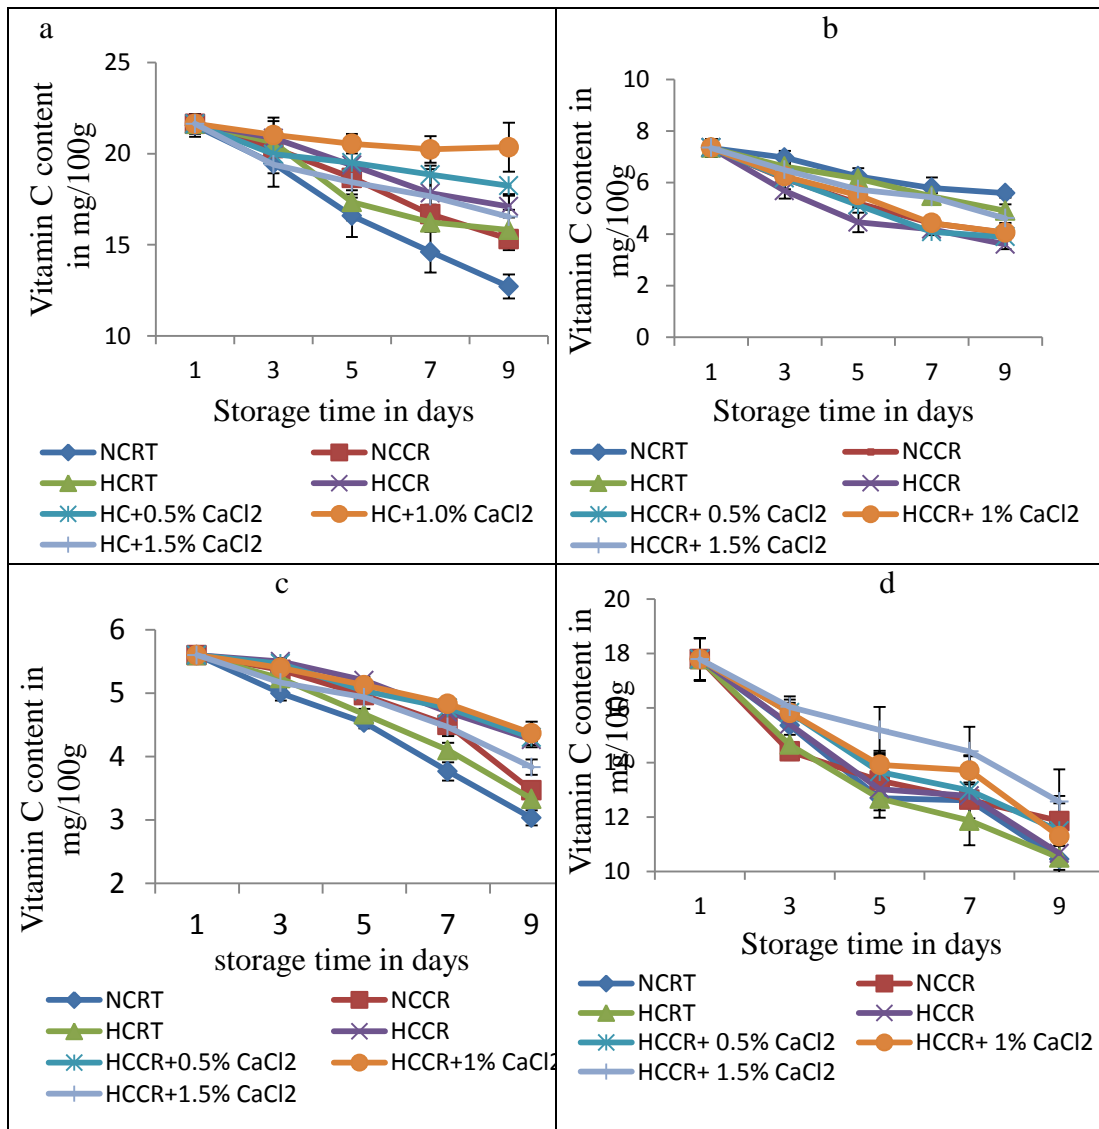 a
Vitamin C content
in mg/100g
25
20
15
10
1 3 5 7 9
Storage time in days
NCRT NCCR
HCRT HCCR
HC+0.5% CaCl2 HC+1.0% CaCl2
HC+1.5% CaCl2
b
Vitamin C content in
mg/100g
10
8
6
4
2
0
1 3 5 7 9
Storage time in days
NCRT NCCR
HCRT HCCR
HCCR+ 0.5% CaCl2 HCCR+ 1% CaCl2
HCCR+ 1.5% CaCl2
c
Vitamin C content in
mg/100g
6
5
4
3
2
1 3 5 7 9
storage time in days
NCRT NCCR
HCRT HCCR
HCCR+0.5% CaCl2 HCCR+1% CaCl2
HCCR+1.5% CaCl2
d
Vitamin C content in
mg/100g
20
18
16
14
12
10
1 3 5 7 9
Storage time in days
NCRT NCCR
HCRT HCCR
HCCR+ 0.5% CaCl2 HCCR+ 1% CaCl2
HCCR+ 1.5% CaCl2